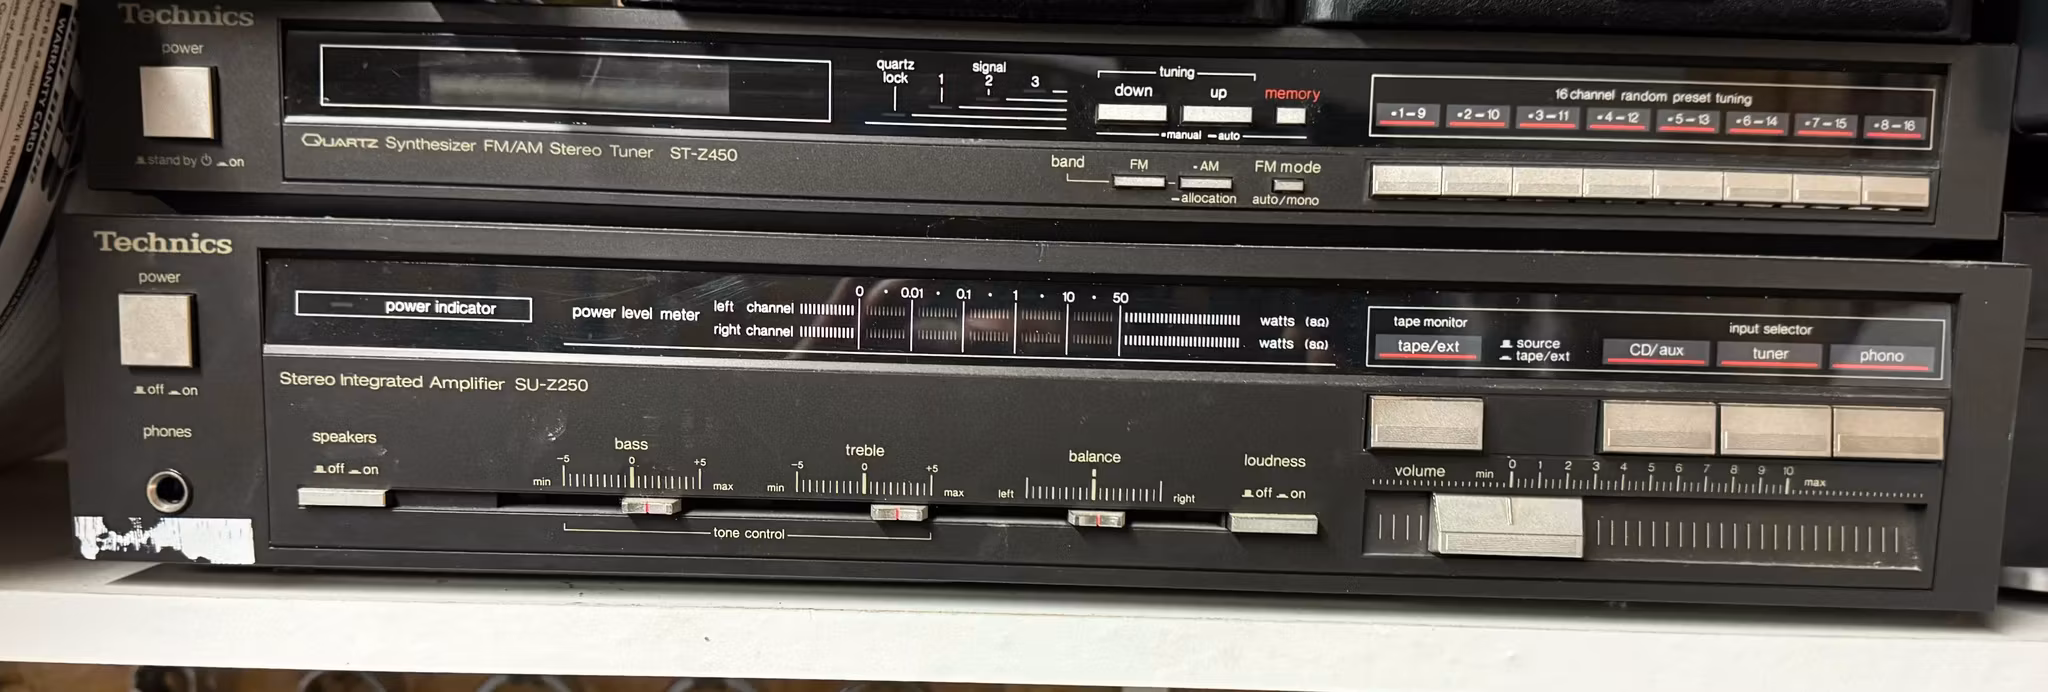 Technics
power
stand by on
quartz lock
signal
1 2 3
tuning
down up memory
•manual —auto
16 channel random preset tuning
•1—9 •2—10 •3—11 •4—12 •5—13 •6—14 •7—15 •8—16
QUARTZ Synthesizer FM/AM Stereo Tuner ST-Z450
band FM •AM FM mode
—allocation auto/mono
Technics
power
off on
phones
power indicator
power level meter
0 • 0.01 • 0.1 • 1 • 10 • 50
left channel watts (8Ω)
right channel watts (8Ω)
tape monitor
tape/ext
source
tape/ext
input selector
CD/aux tuner phono
Stereo Integrated Amplifier SU-Z250
speakers
off on
bass
-5 0 +5
min max
treble
-5 0 +5
min max
tone control
balance
left right
loudness
off on
volume min 0 1 2 3 4 5 6 7 8 9 10 max
WARRANTY CARD